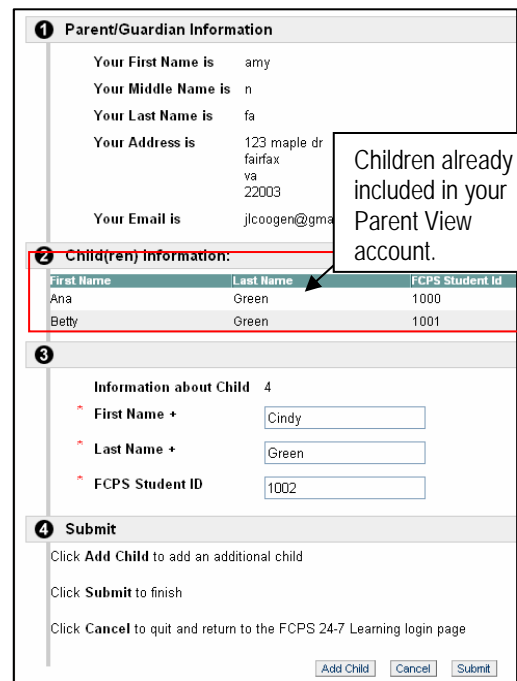 1 Parent/Guardian Information
Your First Name is amy
Your Middle Name is n
Your Last Name is fa
Your Address is 123 maple dr
fairfax
va
22003
Your Email is jlcoogen@gma
Children already
included in your
Parent View
account.
2 Child(ren) Information:
First Name Last Name FCPS Student Id
Ana Green 1000
Betty Green 1001
3
Information about Child 4
* First Name + Cindy
* Last Name + Green
* FCPS Student ID 1002
4 Submit
Click Add Child to add an additional child
Click Submit to finish
Click Cancel to quit and return to the FCPS 24-7 Learning login page
Add Child Cancel Submit